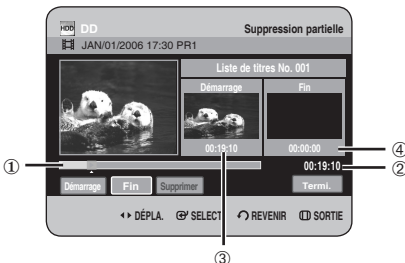 HDD DD Suppression partielle
JAN/01/2006 17:30 PR1
Liste de titres No. 001
Démarrage Fin
00:19:10 00:00:00 ④
① 00:19:10 ②
Démarrage Fin Supprimer Termi.
DÉPLA. SELECT REVENIR SORTIE
③